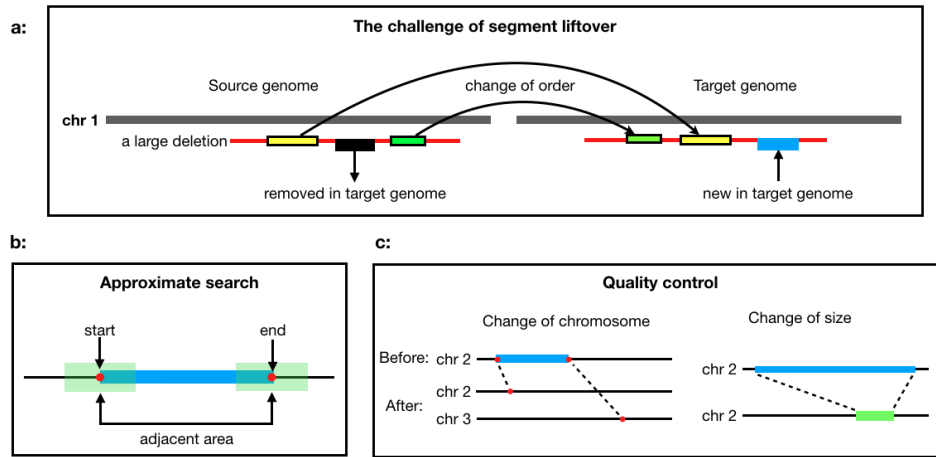 a:
The challenge of segment liftover
Source genome
change of order
Target genome
chr 1
a large deletion
removed in target genome
new in target genome
b:
Approximate search
start
end
adjacent area
c:
Quality control
Change of chromosome
Change of size
Before:
chr 2
After:
chr 2
chr 3
chr 2
chr 2